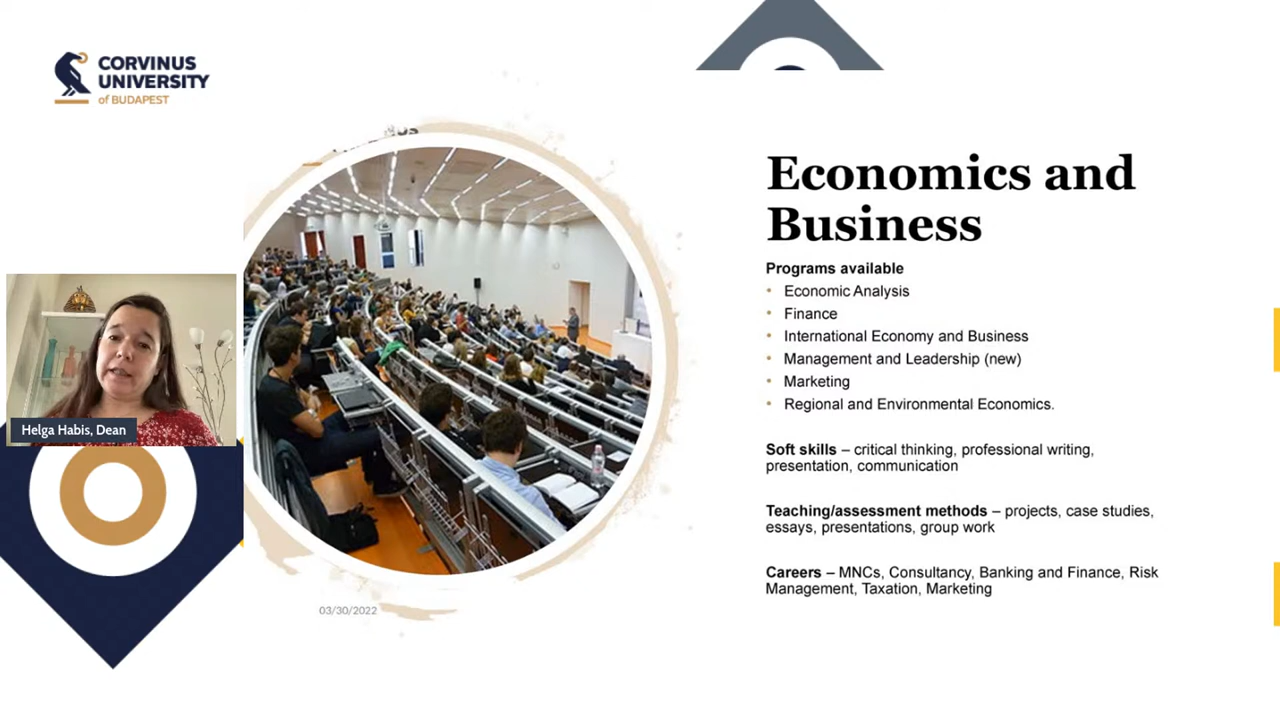 CORVINUS
UNIVERSITY
of BUDAPEST
Economics and
Business
Programs available
• Economic Analysis
• Finance
• International Economy and Business
• Management and Leadership (new)
• Marketing
• Regional and Environmental Economics.
Soft skills – critical thinking, professional writing,
presentation, communication
Teaching/assessment methods – projects, case studies,
essays, presentations, group work
Careers – MNCs, Consultancy, Banking and Finance, Risk
Management, Taxation, Marketing
Helga Habis, Dean
03/30/2022